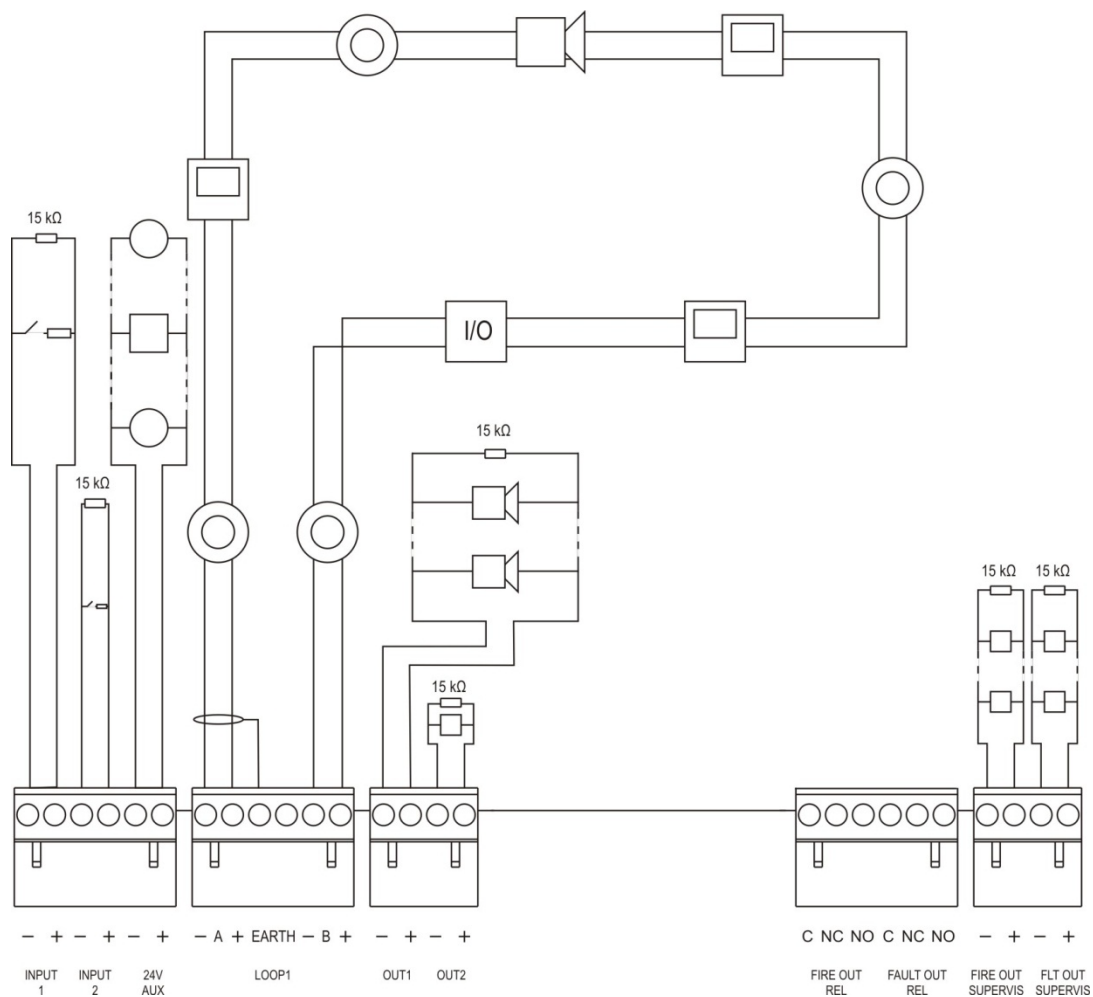 15 kΩ
I/O
15 kΩ
15 kΩ
15 kΩ 15 kΩ
15 kΩ
− + − + − + − A + EARTH − B + − + − + C NC NO C NC NO − + − +
INPUT 1
INPUT 2
24V AUX
LOOP1
OUT1
OUT2
FIRE OUT REL
FAULT OUT REL
FIRE OUT SUPERVIS
FLT OUT SUPERVIS